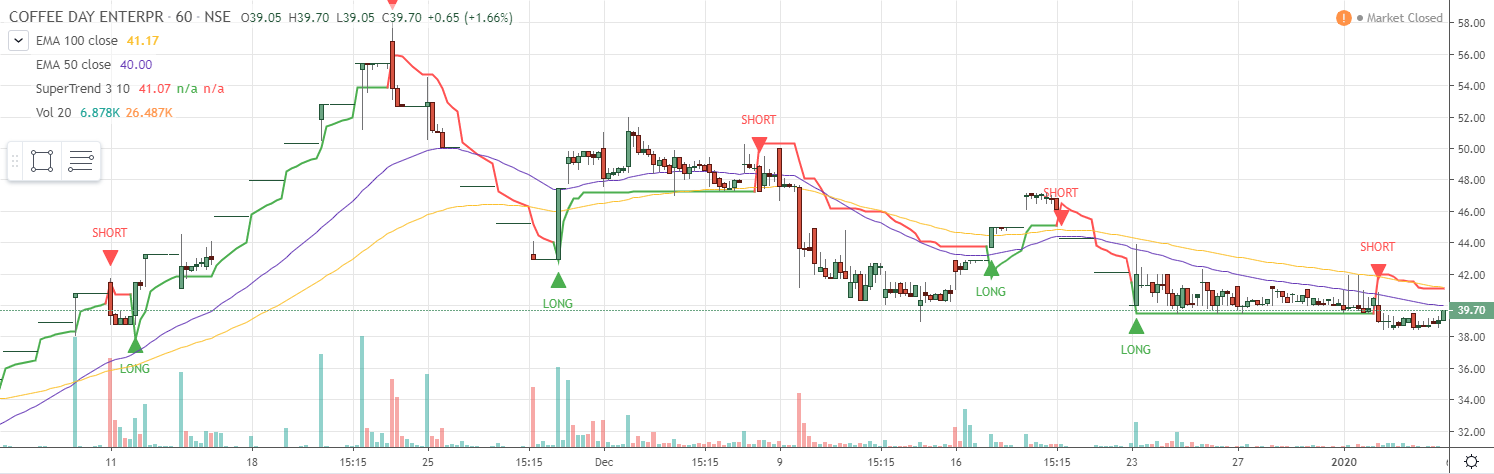 COFFEE DAY ENTERPR · 60 · NSE O39.05 H39.70 L39.05 C39.70 +0.65 (+1.66%)
! Market Closed
EMA 100 close 41.17
EMA 50 close 40.00
SuperTrend 3 10 41.07 n/a n/a
Vol 20 6.878K 26.487K
58.00
56.00
54.00
52.00
50.00
48.00
46.00
44.00
42.00
39.70
38.00
36.00
34.00
32.00
SHORT
LONG
LONG
SHORT
LONG
SHORT
LONG
SHORT
11 18 15:15 25 15:15 Dec 15:15 9 15:15 16 15:15 23 27 2020 6